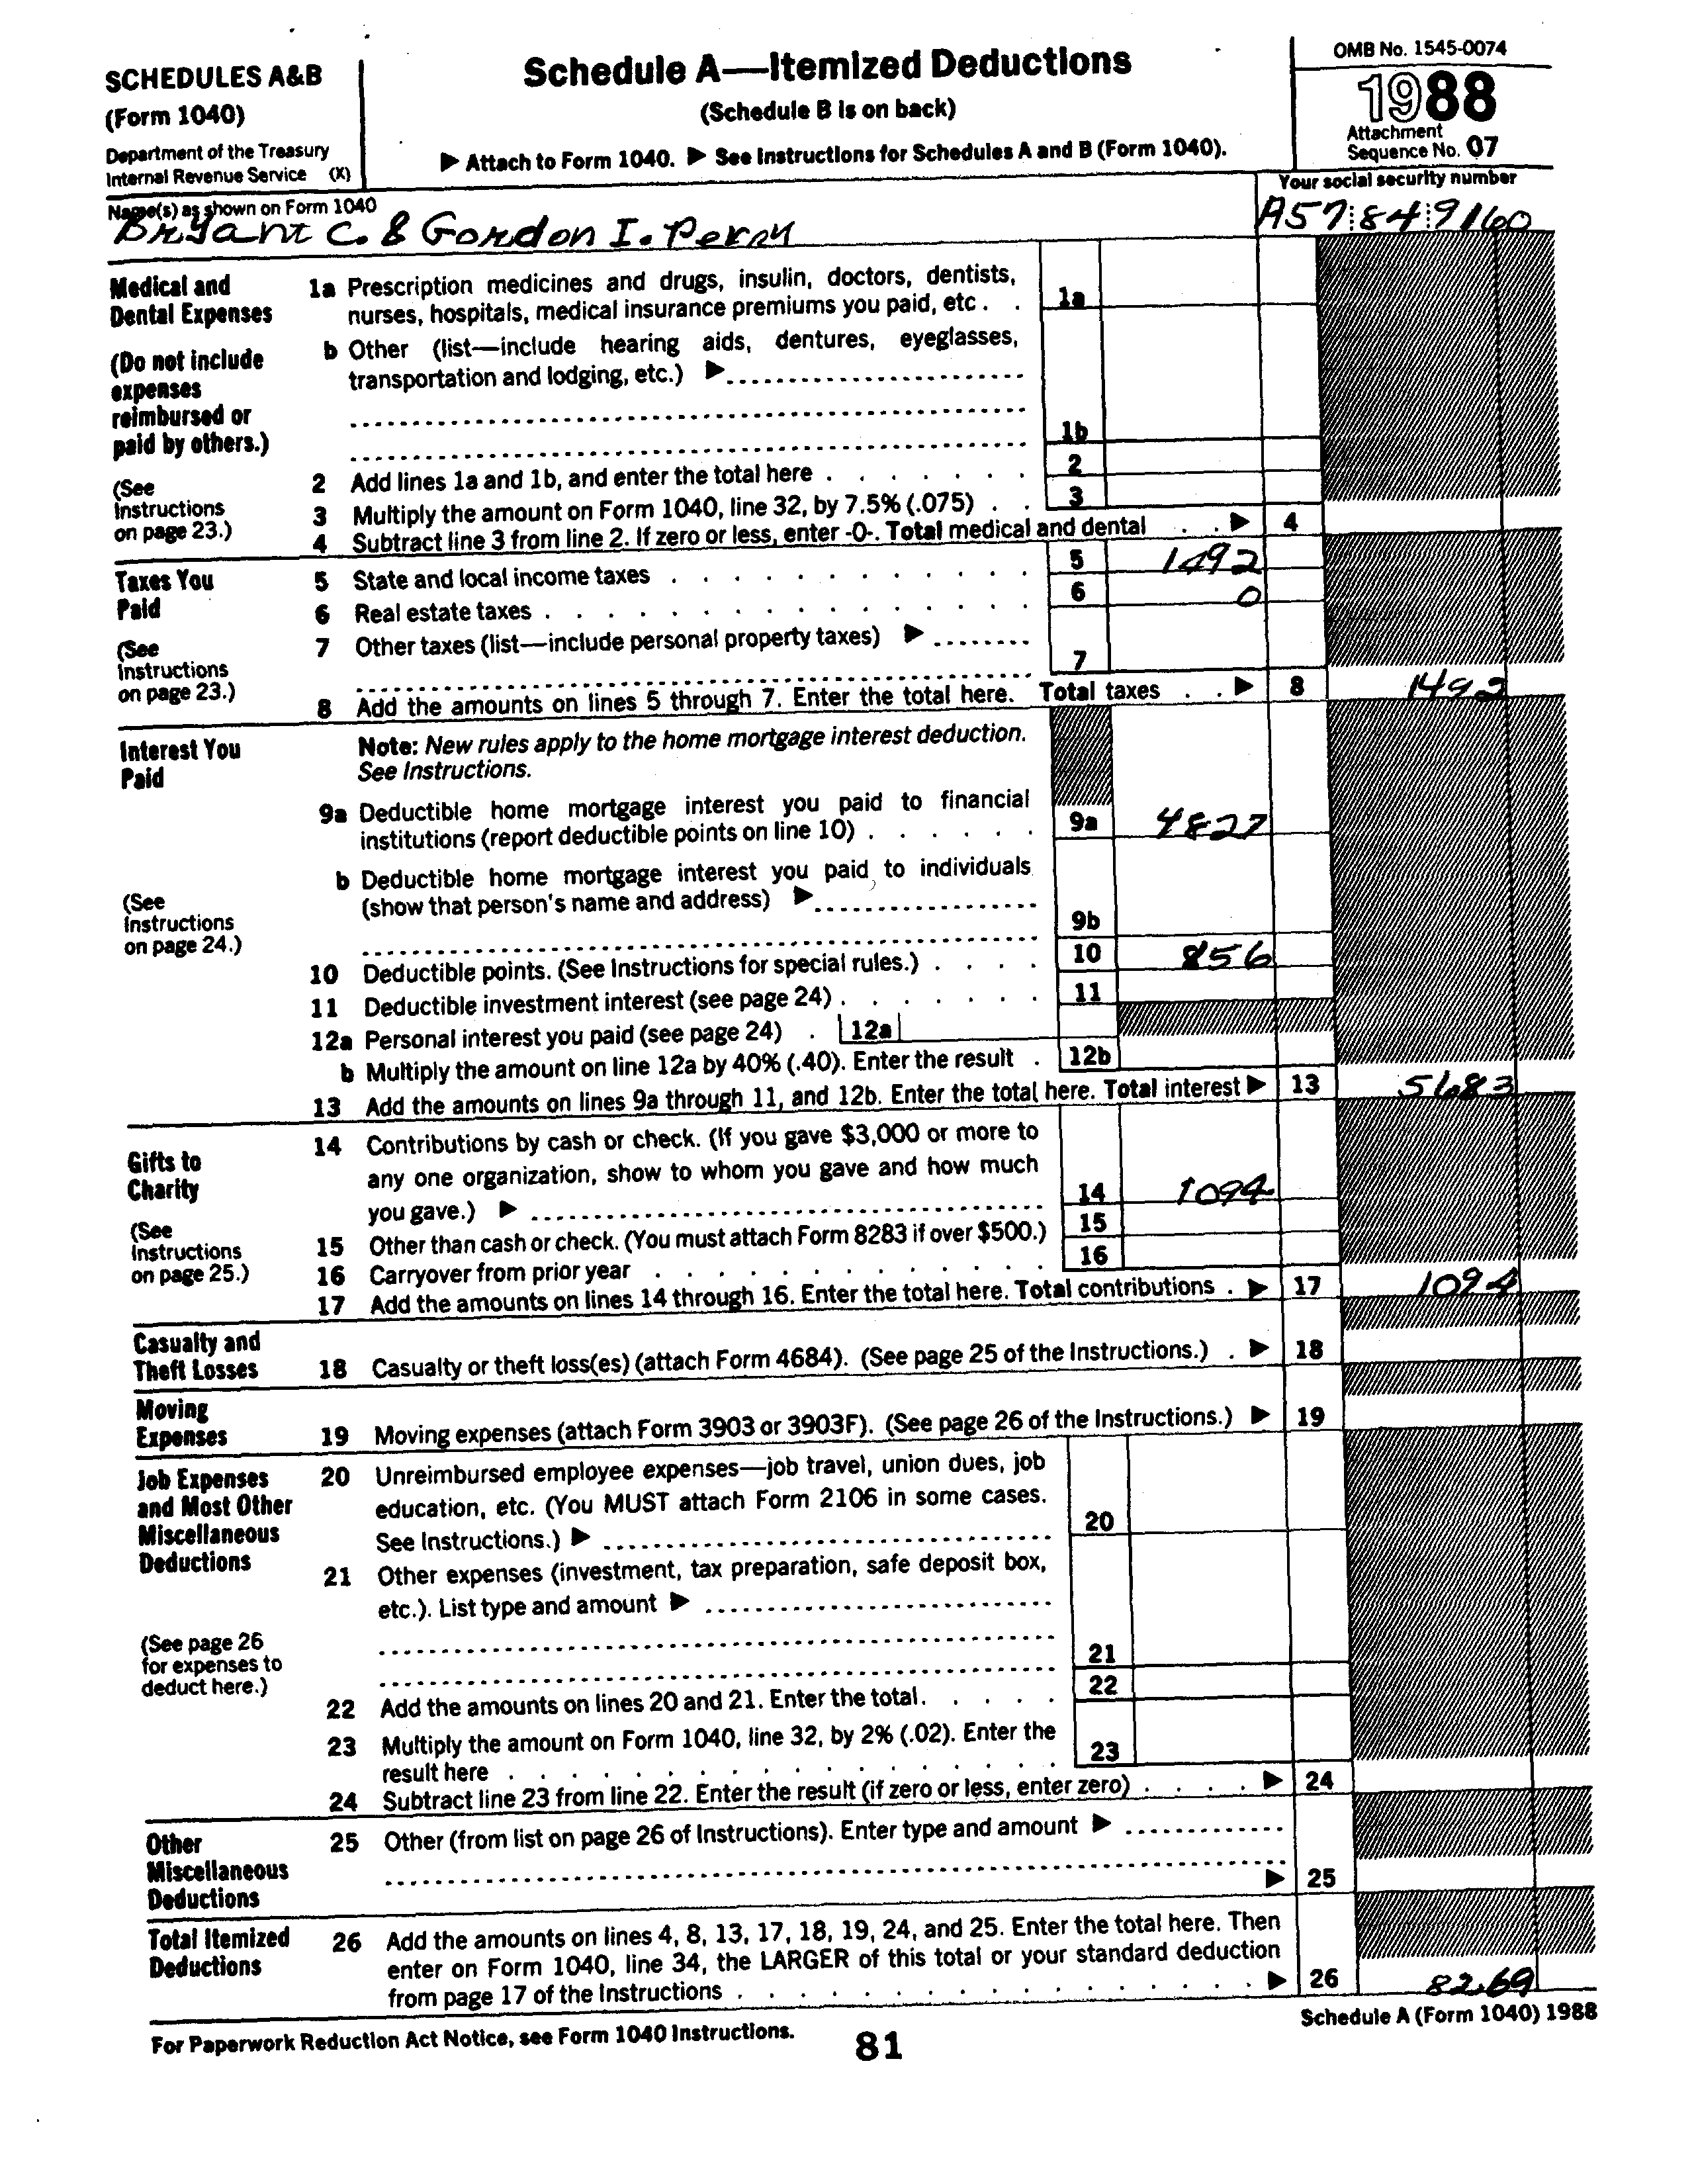 SCHEDULES A&B
(Form 1040)
Department of the Treasury
Internal Revenue Service (X)
Schedule A—Itemized Deductions
(Schedule B is on back)
▶ Attach to Form 1040. ▶ See Instructions for Schedules A and B (Form 1040).
OMB No. 1545-0074
1988
Attachment
Sequence No. 07
Name(s) as shown on Form 1040
Bryant C. & Gordon I. Perry
Your social security number
A57 84 9160
Medical and
Dental Expenses
(Do not include
expenses
reimbursed or
paid by others.)
(See
Instructions
on page 23.)
1a Prescription medicines and drugs, insulin, doctors, dentists,
nurses, hospitals, medical insurance premiums you paid, etc . . 1a
b Other (list—include hearing aids, dentures, eyeglasses,
transportation and lodging, etc.) ▶
1b
2 Add lines 1a and 1b, and enter the total here . . . . . . . 2
3 Multiply the amount on Form 1040, line 32, by 7.5% (.075) . . 3
4 Subtract line 3 from line 2. If zero or less, enter -0-. Total medical and dental . . ▶ 4
Taxes You
Paid
(See
Instructions
on page 23.)
5 State and local income taxes . . . . . . . . . . . . 5 1492
6 Real estate taxes . . . . . . . . . . . . . . . 6 0
7 Other taxes (list—include personal property taxes) ▶
7
8 Add the amounts on lines 5 through 7. Enter the total here. Total taxes . . ▶ 8 1492
Interest You
Paid
(See
Instructions
on page 24.)
Note: New rules apply to the home mortgage interest deduction.
See Instructions.
9a Deductible home mortgage interest you paid to financial
institutions (report deductible points on line 10) . . . . . . 9a 4827
b Deductible home mortgage interest you paid to individuals
(show that person's name and address) ▶
9b
10 Deductible points. (See Instructions for special rules.) . . . . 10 856
11 Deductible investment interest (see page 24) . . . . . . . 11
12a Personal interest you paid (see page 24) . 12a
b Multiply the amount on line 12a by 40% (.40). Enter the result . 12b
13 Add the amounts on lines 9a through 11, and 12b. Enter the total here. Total interest ▶ 13 5683
Gifts to
Charity
(See
Instructions
on page 25.)
14 Contributions by cash or check. (If you gave $3,000 or more to
any one organization, show to whom you gave and how much
you gave.) ▶ 14 1094
15 Other than cash or check. (You must attach Form 8283 if over $500.) 15
16 Carryover from prior year . . . . . . . . . . . . . 16
17 Add the amounts on lines 14 through 16. Enter the total here. Total contributions . ▶ 17 1094
Casualty and
Theft Losses
18 Casualty or theft loss(es) (attach Form 4684). (See page 25 of the Instructions.) . ▶ 18
Moving
Expenses
19 Moving expenses (attach Form 3903 or 3903F). (See page 26 of the Instructions.) ▶ 19
Job Expenses
and Most Other
Miscellaneous
Deductions
(See page 26
for expenses to
deduct here.)
20 Unreimbursed employee expenses—job travel, union dues, job
education, etc. (You MUST attach Form 2106 in some cases.
See Instructions.) ▶ 20
21 Other expenses (investment, tax preparation, safe deposit box,
etc.). List type and amount ▶
21
22 Add the amounts on lines 20 and 21. Enter the total. . . . . 22
23 Multiply the amount on Form 1040, line 32, by 2% (.02). Enter the
result here . . . . . . . . . . . . . . . . 23
24 Subtract line 23 from line 22. Enter the result (if zero or less, enter zero) . . . . ▶ 24
Other
Miscellaneous
Deductions
25 Other (from list on page 26 of Instructions). Enter type and amount ▶
▶ 25
Total Itemized
Deductions
26 Add the amounts on lines 4, 8, 13, 17, 18, 19, 24, and 25. Enter the total here. Then
enter on Form 1040, line 34, the LARGER of this total or your standard deduction
from page 17 of the Instructions . . . . . . . . . . . . . ▶ 26 8269
For Paperwork Reduction Act Notice, see Form 1040 Instructions.
Schedule A (Form 1040) 1988
81